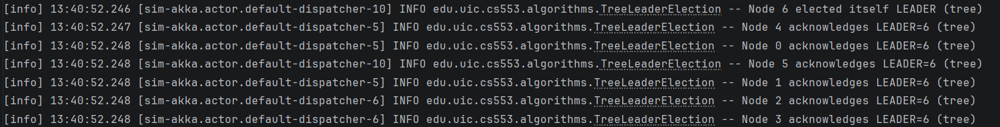 [info] 13:40:52.246 [sim-akka.actor.default-dispatcher-10] INFO edu.uic.cs553.algorithms.TreeLeaderElection -- Node 6 elected itself LEADER (tree)
[info] 13:40:52.247 [sim-akka.actor.default-dispatcher-5] INFO edu.uic.cs553.algorithms.TreeLeaderElection -- Node 4 acknowledges LEADER=6 (tree)
[info] 13:40:52.248 [sim-akka.actor.default-dispatcher-5] INFO edu.uic.cs553.algorithms.TreeLeaderElection -- Node 0 acknowledges LEADER=6 (tree)
[info] 13:40:52.248 [sim-akka.actor.default-dispatcher-10] INFO edu.uic.cs553.algorithms.TreeLeaderElection -- Node 5 acknowledges LEADER=6 (tree)
[info] 13:40:52.248 [sim-akka.actor.default-dispatcher-5] INFO edu.uic.cs553.algorithms.TreeLeaderElection -- Node 1 acknowledges LEADER=6 (tree)
[info] 13:40:52.248 [sim-akka.actor.default-dispatcher-6] INFO edu.uic.cs553.algorithms.TreeLeaderElection -- Node 2 acknowledges LEADER=6 (tree)
[info] 13:40:52.248 [sim-akka.actor.default-dispatcher-6] INFO edu.uic.cs553.algorithms.TreeLeaderElection -- Node 3 acknowledges LEADER=6 (tree)